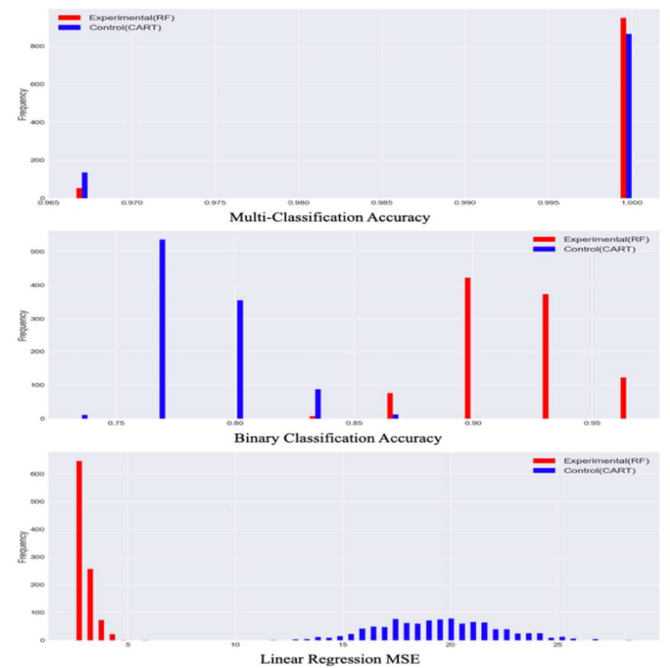 Experimental(RF)
Control(CART)
800
600
400
200
0
Frequency
0.965 0.970 0.975 0.980 0.985 0.990 0.995 1.000
Multi-Classification Accuracy
Experimental(RF)
Control(CART)
500
400
300
200
100
0
Frequency
0.75 0.80 0.85 0.90 0.95
Binary Classification Accuracy
Experimental(RF)
Control(CART)
600
500
400
300
200
100
0
Frequency
5 10 15 20 25
Linear Regression MSE